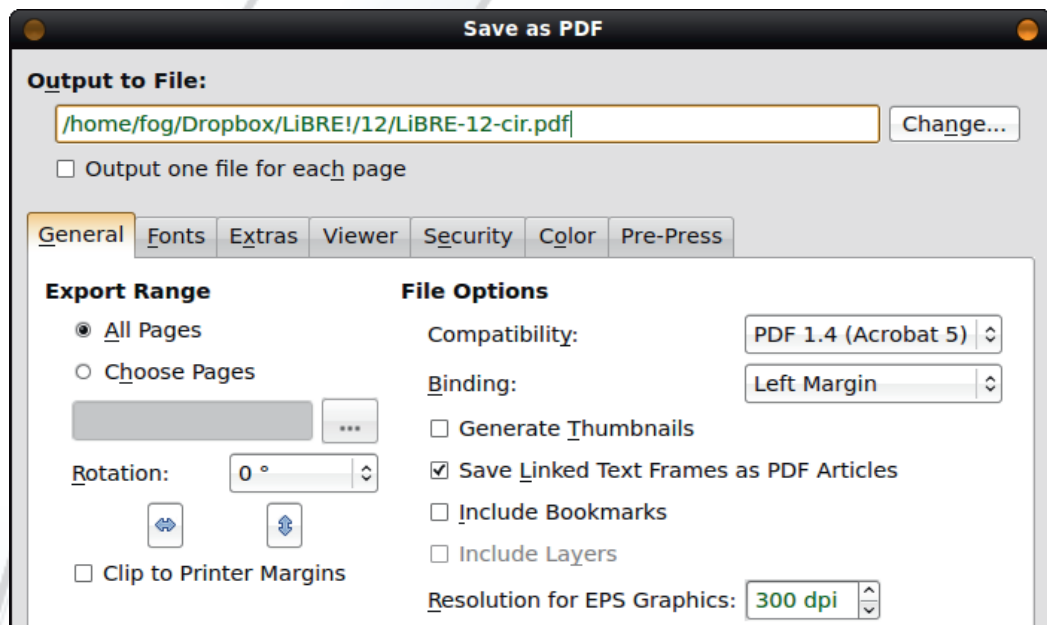 Save as PDF
Output to File:
/home/fog/Dropbox/LiBRE!/12/LiBRE-12-cir.pdf
Change...
Output one file for each page
General Fonts Extras Viewer Security Color Pre-Press
Export Range
File Options
All Pages
Compatibility: PDF 1.4 (Acrobat 5)
Choose Pages
Binding: Left Margin
...
Generate Thumbnails
Rotation: 0 °
Save Linked Text Frames as PDF Articles
Include Bookmarks
Include Layers
Clip to Printer Margins
Resolution for EPS Graphics: 300 dpi